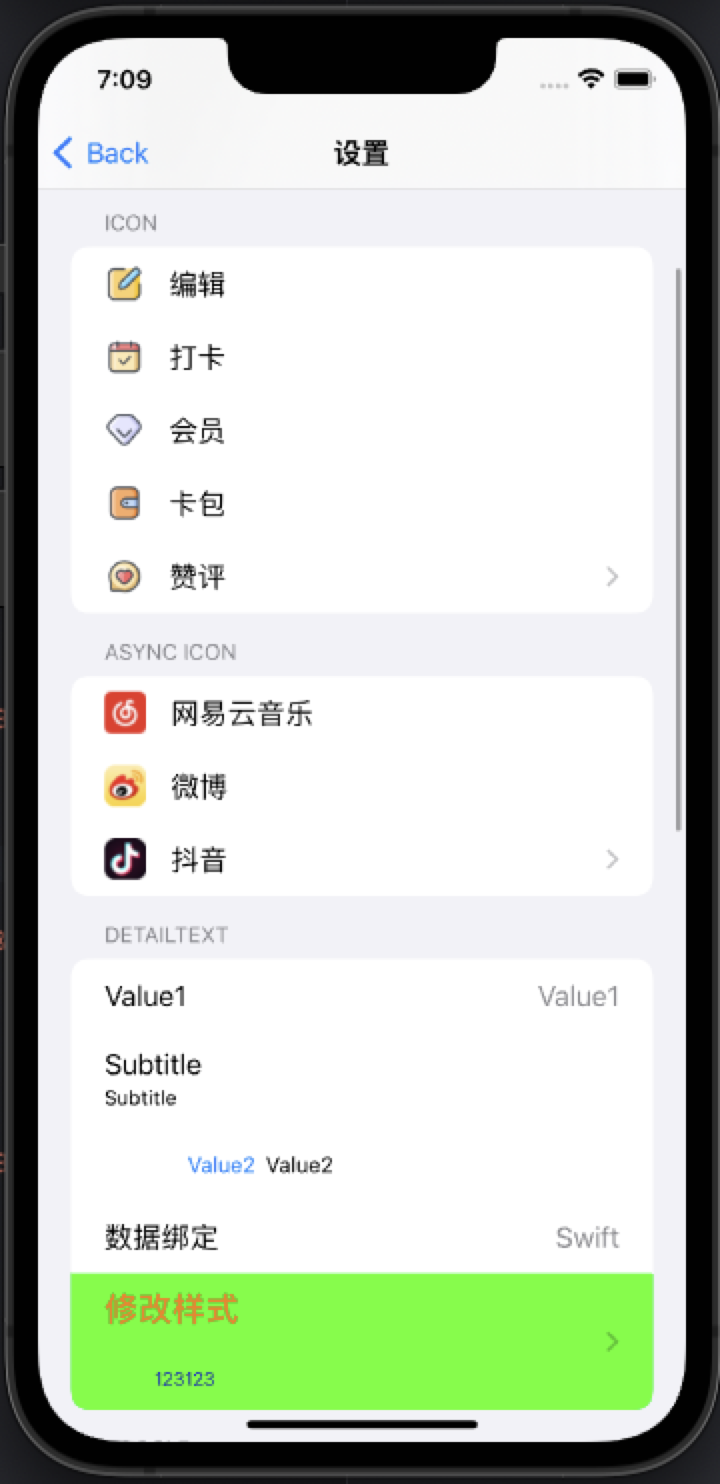 7:09
Back
设置
ICON
编辑
打卡
会员
卡包
赞评
ASYNC ICON
网易云音乐
微博
抖音
DETAILTEXT
Value1 Value1
Subtitle
Subtitle
Value2 Value2
数据绑定 Swift
修改样式
123123